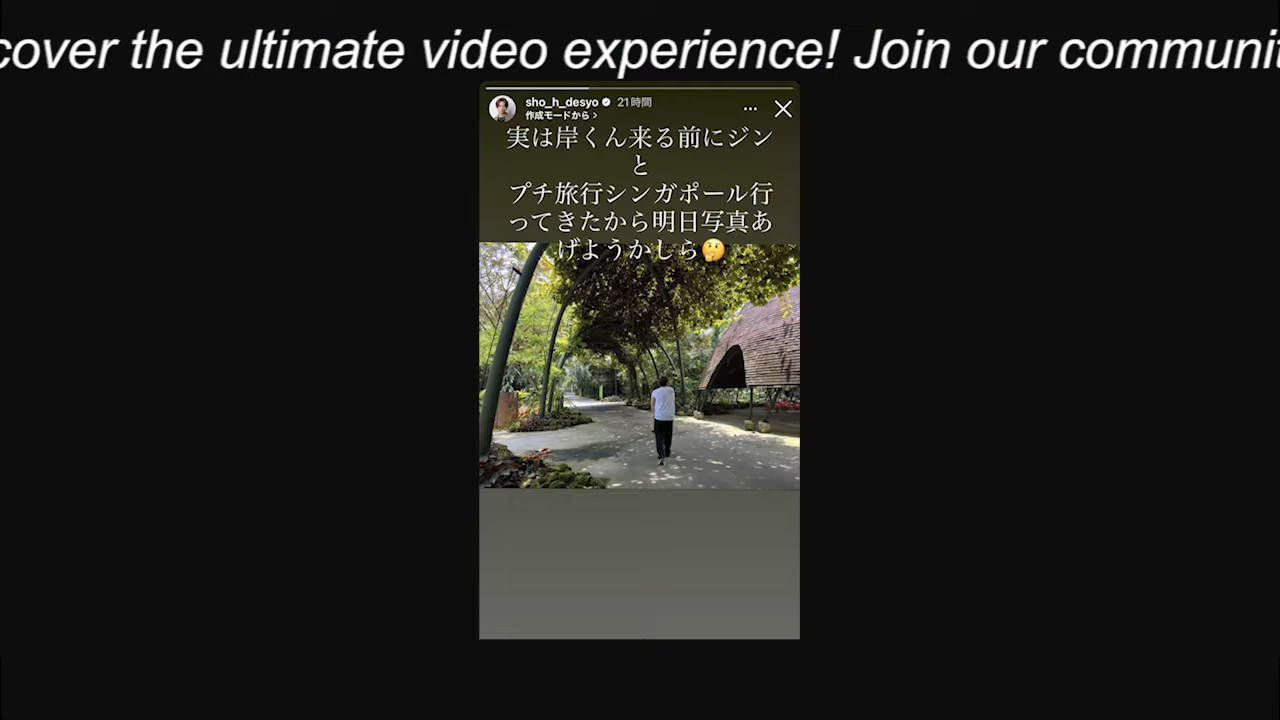 cover the ultimate video experience! Join our communit
sho_h_desyo 21時間
作成モードから
実は岸くん来る前にジン
と
プチ旅行シンガポール行
ってきたから明日写真あ
げようかしら🤔